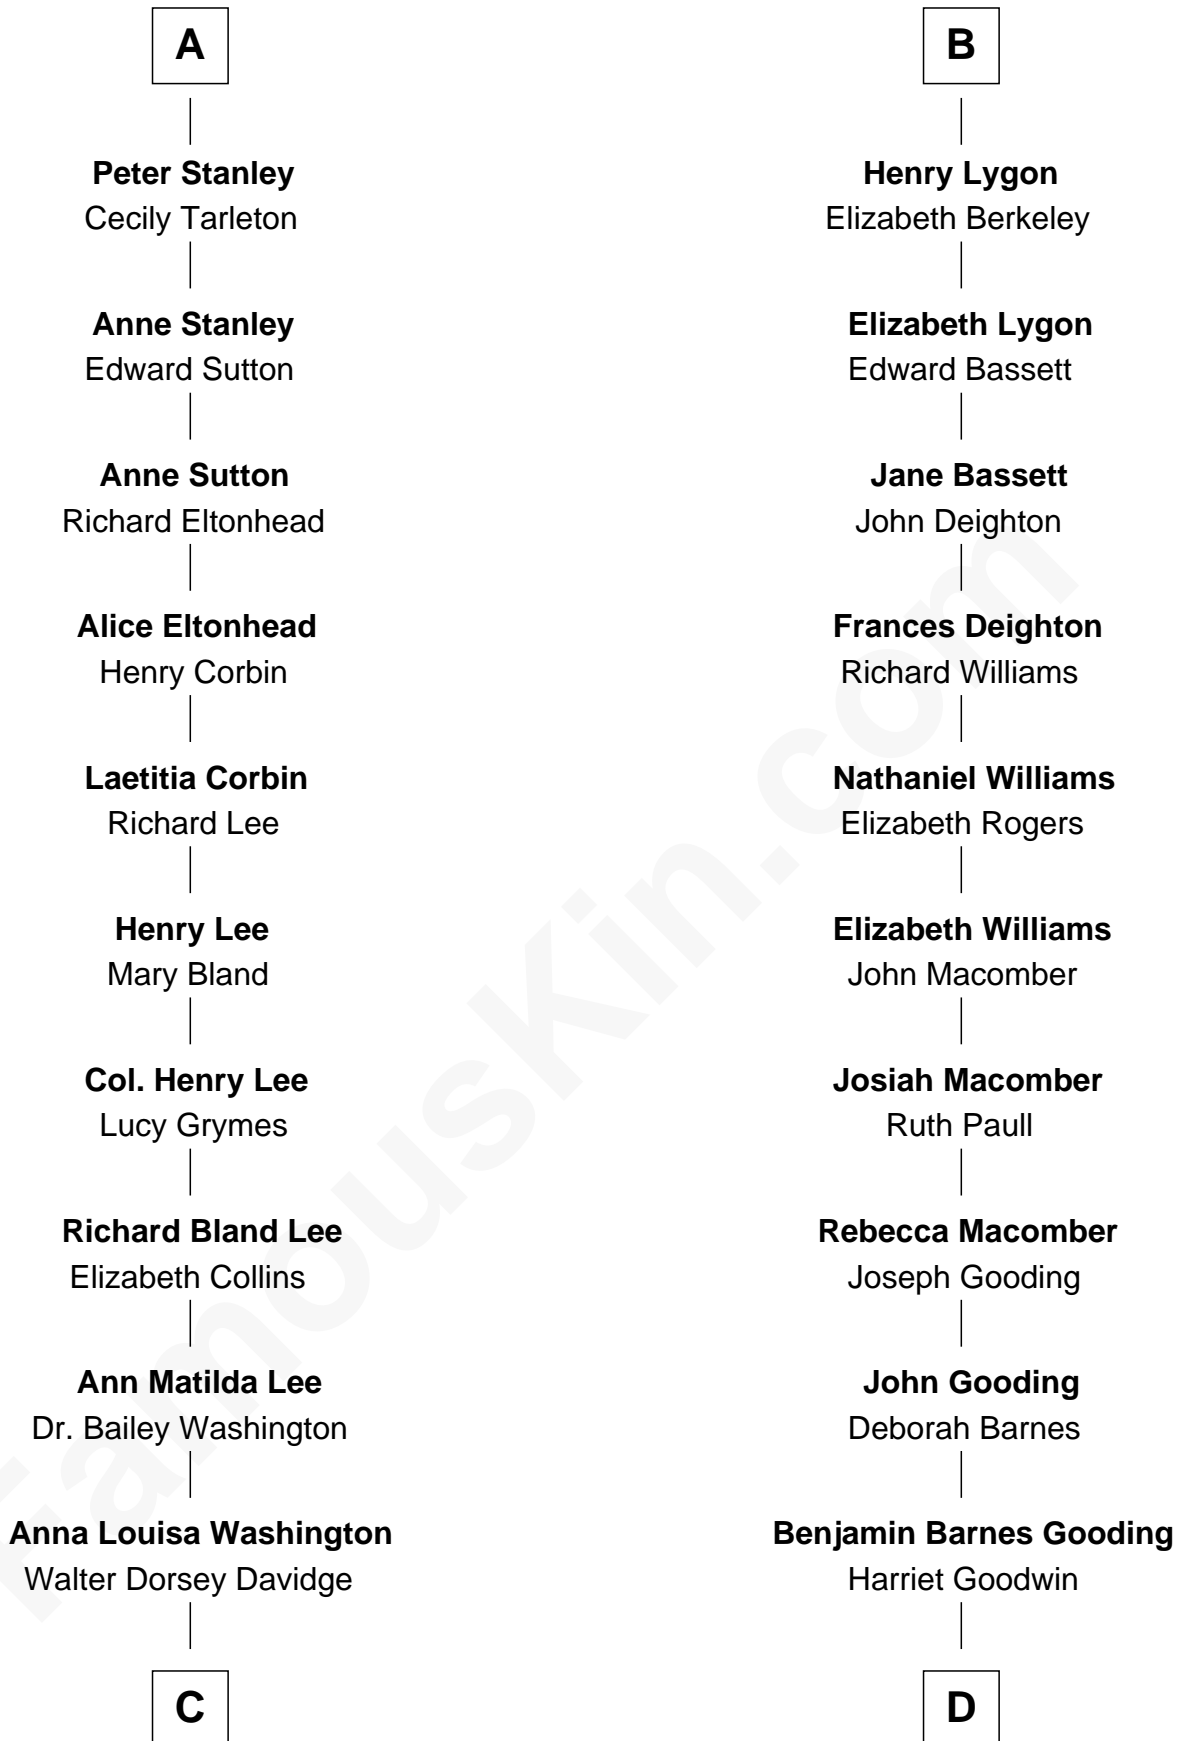 A
Peter Stanley
Cecily Tarleton
Anne Stanley
Edward Sutton
Anne Sutton
Richard Eltonhead
Alice Eltonhead
Henry Corbin
Laetitia Corbin
Richard Lee
Henry Lee
Mary Bland
Col. Henry Lee
Lucy Grymes
Richard Bland Lee
Elizabeth Collins
Ann Matilda Lee
Dr. Bailey Washington
Anna Louisa Washington
Walter Dorsey Davidge
C
B
Henry Lygon
Elizabeth Berkeley
Elizabeth Lygon
Edward Bassett
Jane Bassett
John Deighton
Frances Deighton
Richard Williams
Nathaniel Williams
Elizabeth Rogers
Elizabeth Williams
John Macomber
Josiah Macomber
Ruth Paull
Rebecca Macomber
Joseph Gooding
John Gooding
Deborah Barnes
Benjamin Barnes Gooding
Harriet Goodwin
D
FamousKin.com